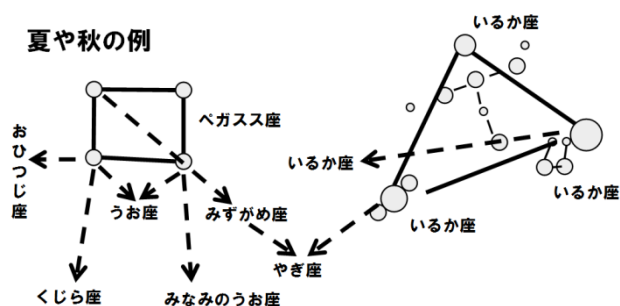 夏や秋の例
いるか座
ペガスス座
おひつじ座
いるか座
いるか座
うお座
みずがめ座
いるか座
やぎ座
くじら座
みなみのうお座